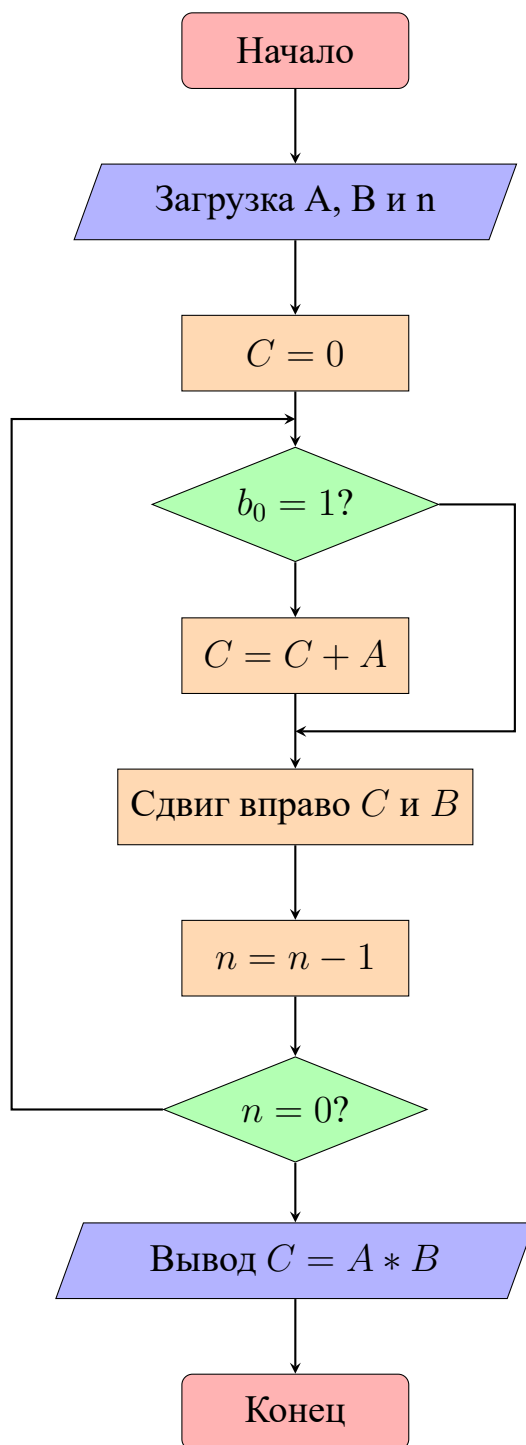 Начало
Загрузка A, B и n
C = 0
b₀ = 1?
C = C + A
Сдвиг вправо C и B
n = n − 1
n = 0?
Вывод C = A ∗ B
Конец